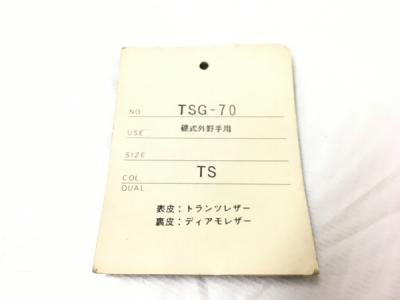 NO TSG-70
USE 硬式外野手用
SIZE
COL TS
QUAL
表皮:トランツレザー
裏皮:ディアモレザー